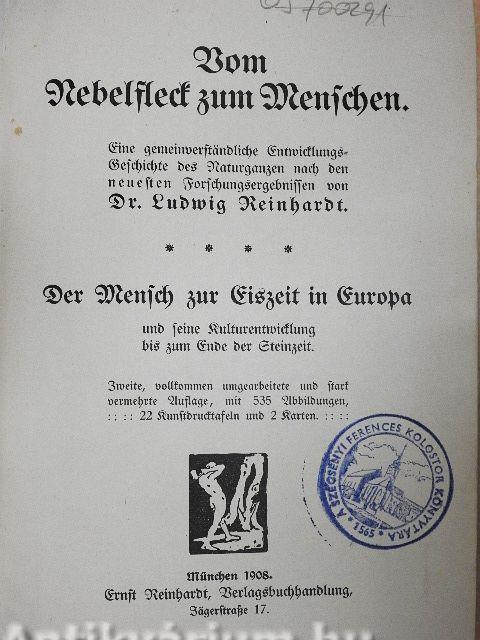 Vom
Nebelfleck zum Menschen.
Eine gemeinverständliche Entwicklungs-
Geschichte des Naturganzen nach den
neuesten Forschungsergebnissen von
Dr. Ludwig Reinhardt.
Der Mensch zur Eiszeit in Europa
und seine Kulturentwicklung
bis zum Ende der Steinzeit.
Zweite, vollkommen umgearbeitete und stark
vermehrte Auflage, mit 535 Abbildungen,
:: :: 22 Kunstdrucktafeln und 2 Karten. :: ::
* A SZÉCSÉNYI FERENCES KOLOSTOR KÖNYVTÁRA *
1565
München 1908.
Ernst Reinhardt, Verlagsbuchhandlung,
Jägerstraße 17.
Antikvárium.hu